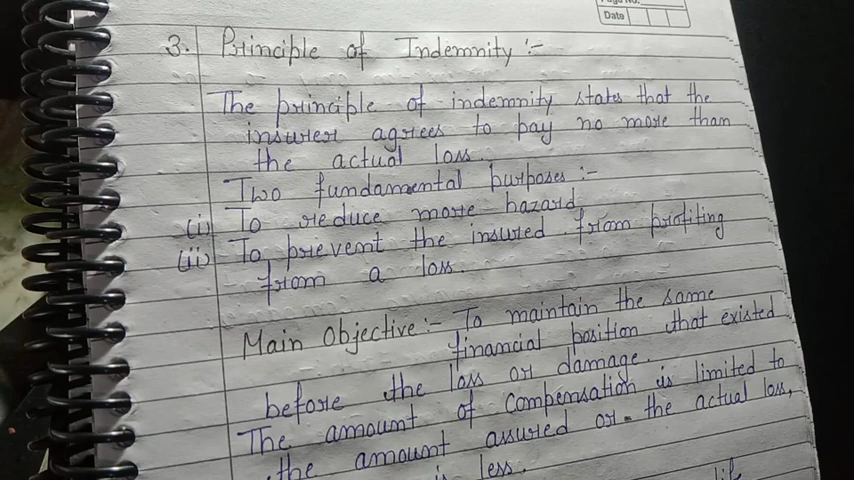 Page No.
Date
3. Principle of Indemnity :-
The principle of indemnity states that the
insurer agrees to pay no more than
the actual loss.
Two fundamental purposes :-
(i) To reduce more hazard
(ii) To prevent the insured from profiting
from a loss.
Main Objective :- To maintain the same
financial position that existed
before the loss or damage.
The amount of compensation is limited to
the amount assured or the actual loss,
is less.